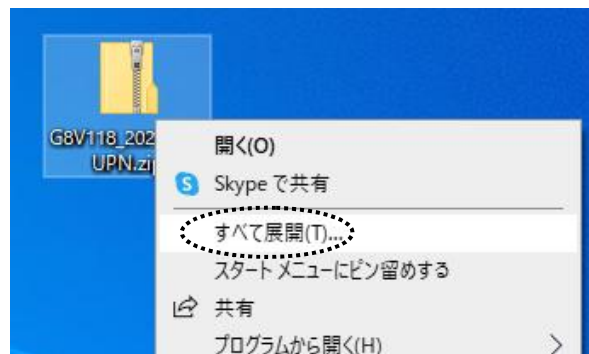 G8V118_202
UPN.zip
開く(O)
Skype で共有
すべて展開(T)...
スタート メニューにピン留めする
共有
プログラムから開く(H)